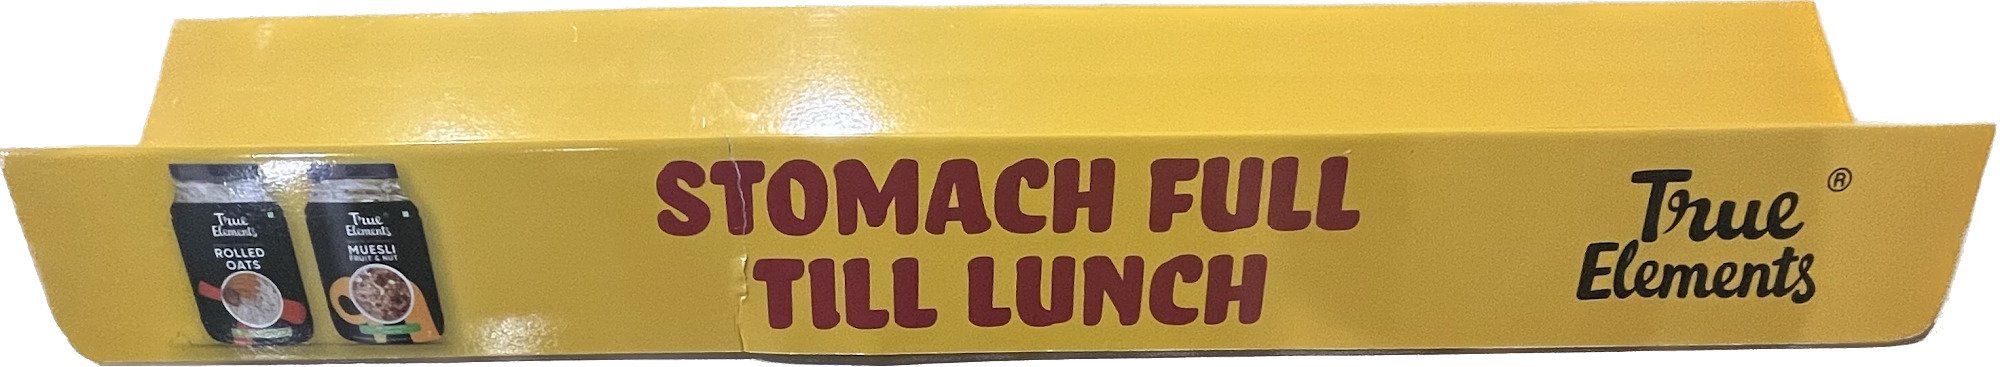 STOMACH FULL
TILL LUNCH
True
Elements
®
True
Elements
ROLLED
OATS
True
Elements
MUESLI
FRUIT & NUT